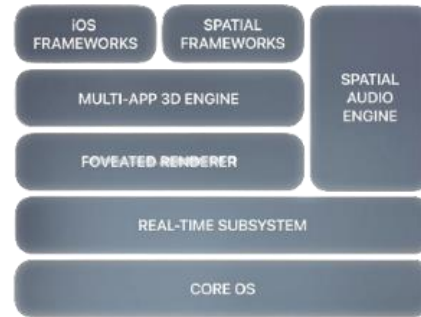 iOS
FRAMEWORKS
SPATIAL
FRAMEWORKS
SPATIAL
AUDIO
ENGINE
MULTI-APP 3D ENGINE
FOVEATED RENDERER
REAL-TIME SUBSYSTEM
CORE OS